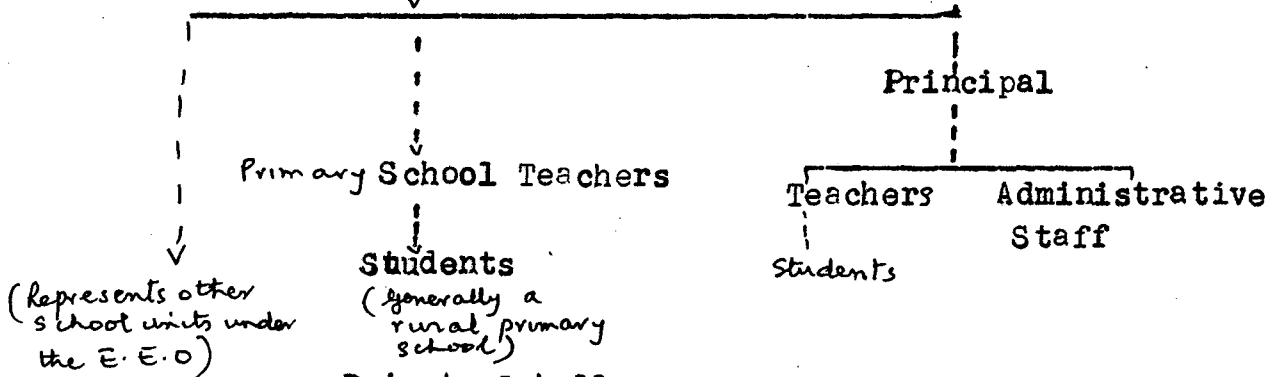 Principal
Primary School Teachers
Teachers Administrative
Staff
Students
Students
(Represents other
school units under
the E.E.O)
(generally a
rural primary
school)